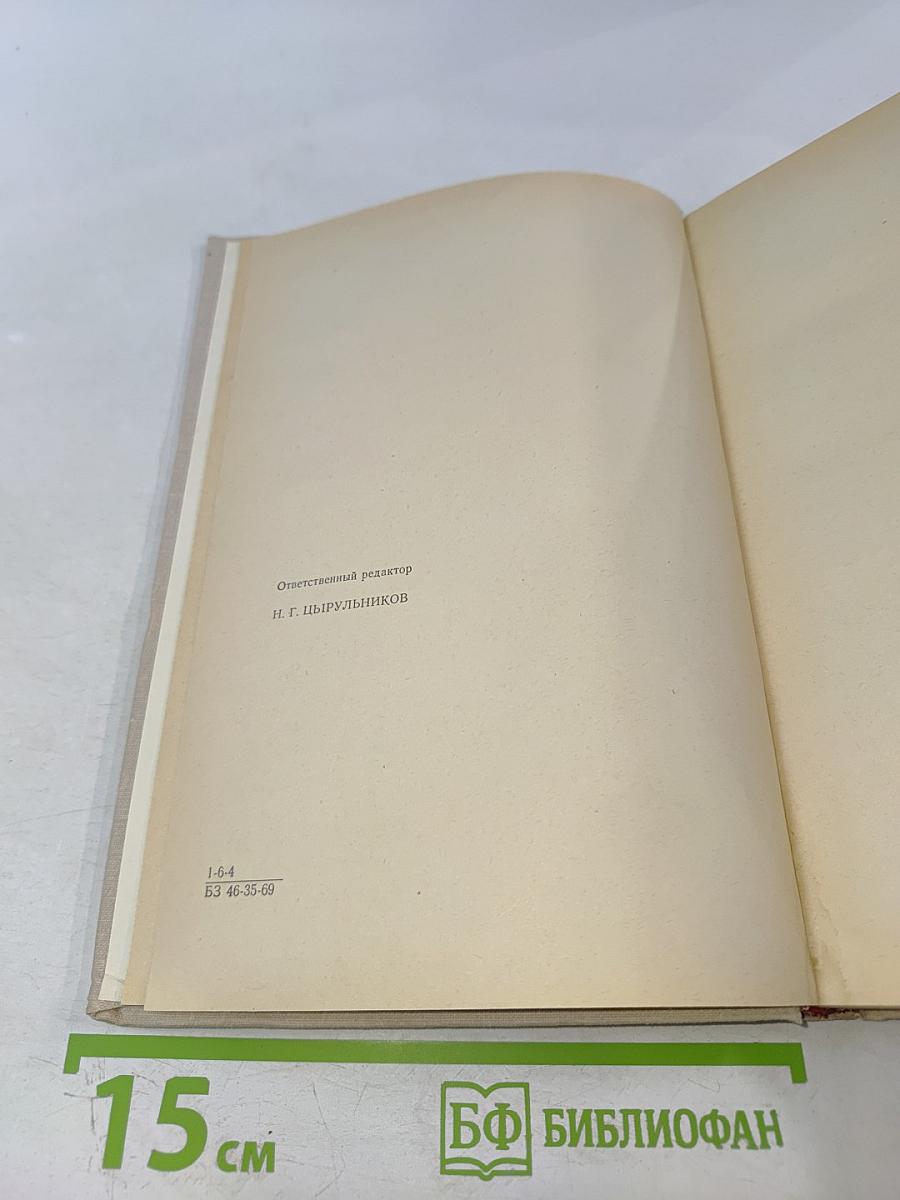 Ответственный редактор
Н. Г. ЦЫРУЛЬНИКОВ
1-6-4
БЗ 46-35-69
15 см
БФ БИБЛИОФАН